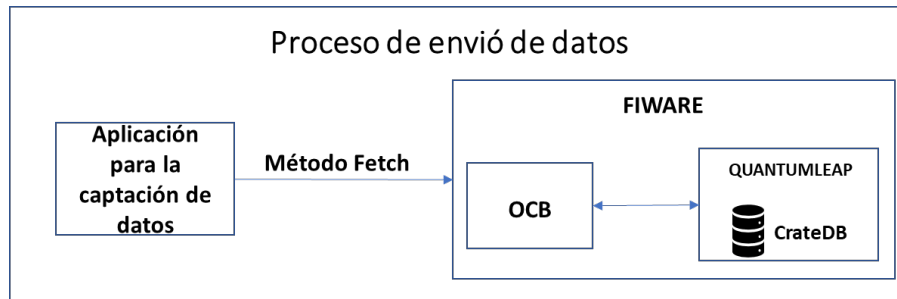 Proceso de envió de datos
FIWARE
Aplicación
para la
captación de
datos
Método Fetch
OCB
QUANTUMLEAP
CrateDB